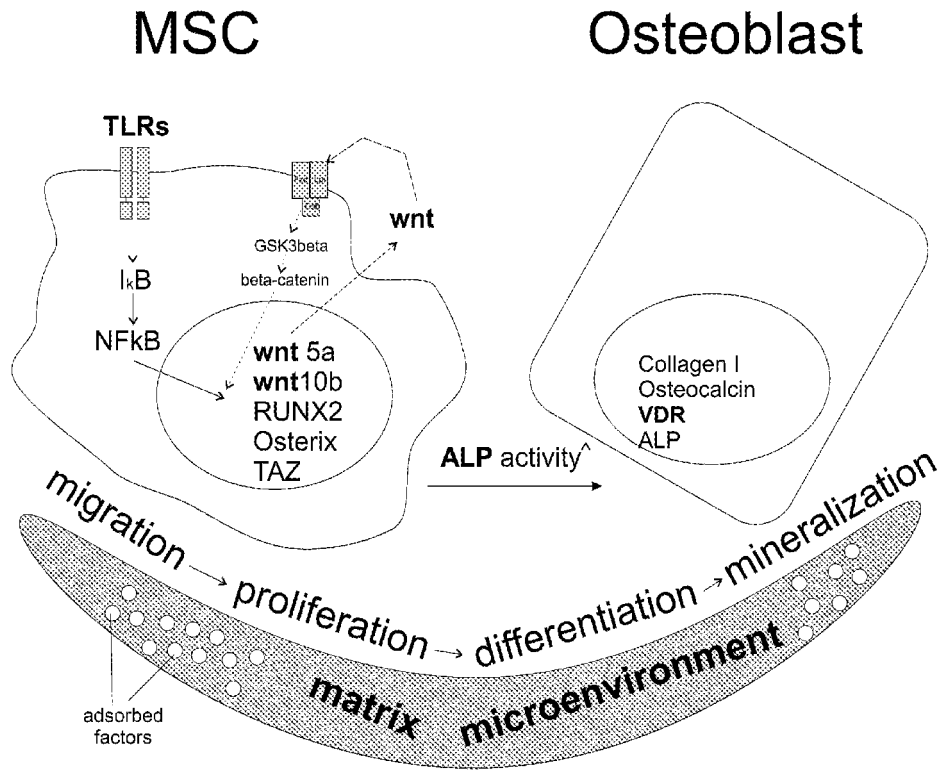 MSC
Osteoblast
TLRs
wnt
GSK3beta
beta-catenin
IkB
NFkB
wnt 5a
wnt10b
RUNX2
Osterix
TAZ
Collagen I
Osteocalcin
VDR
ALP
ALP activity^
migration
proliferation
differentiation
mineralization
matrix
microenvironment
adsorbed
factors